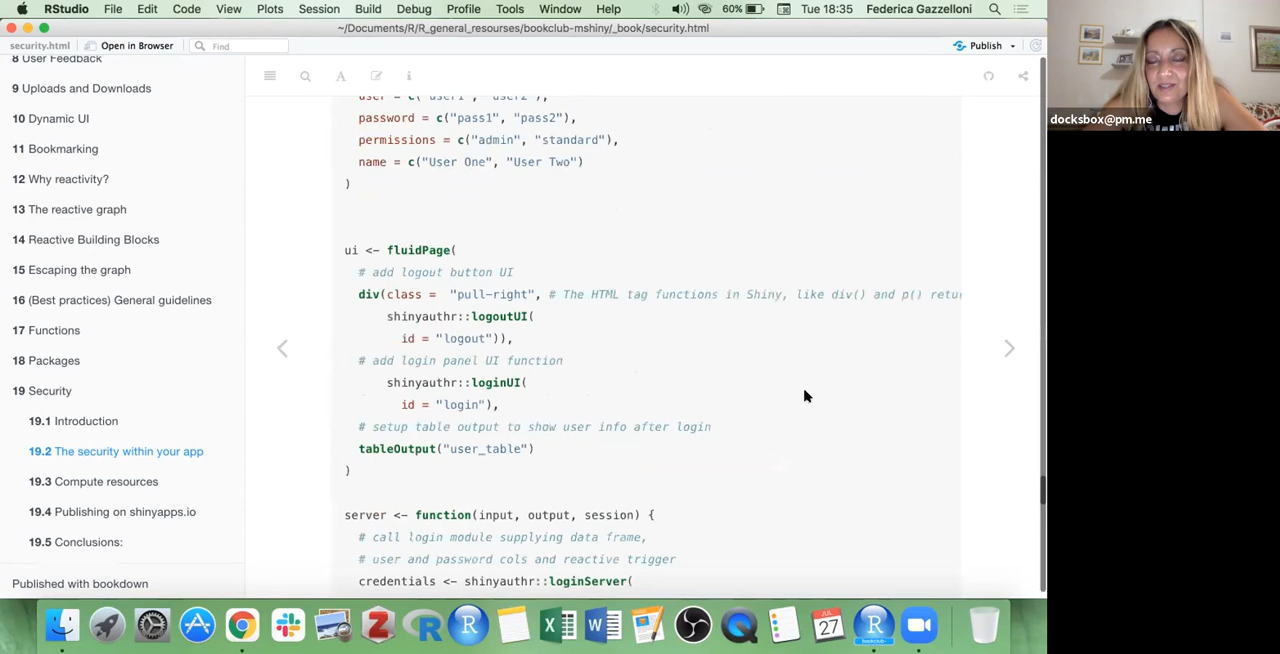 RStudio File Edit Code View Plots Session Build Debug Profile Tools Window Help 60% Tue 18:35 Federica Gazzelloni
~/Documents/R/R_general_resourses/bookclub-mshiny/_book/security.html
security.html Open in Browser Find Publish
8 User Feedback
9 Uploads and Downloads
10 Dynamic UI
11 Bookmarking
12 Why reactivity?
13 The reactive graph
14 Reactive Building Blocks
15 Escaping the graph
16 (Best practices) General guidelines
17 Functions
18 Packages
19 Security
19.1 Introduction
19.2 The security within your app
19.3 Compute resources
19.4 Publishing on shinyapps.io
19.5 Conclusions:
Published with bookdown
user = c("user1", "user2"),
password = c("pass1", "pass2"),
permissions = c("admin", "standard"),
name = c("User One", "User Two")
)
ui <- fluidPage(
# add logout button UI
div(class = "pull-right", # The HTML tag functions in Shiny, like div() and p() retu
shinyauthr::logoutUI(
id = "logout")),
# add login panel UI function
shinyauthr::loginUI(
id = "login"),
# setup table output to show user info after login
tableOutput("user_table")
)
server <- function(input, output, session) {
# call login module supplying data frame,
# user and password cols and reactive trigger
credentials <- shinyauthr::loginServer(
docksbox@pm.me
JUL
27
bookclub-